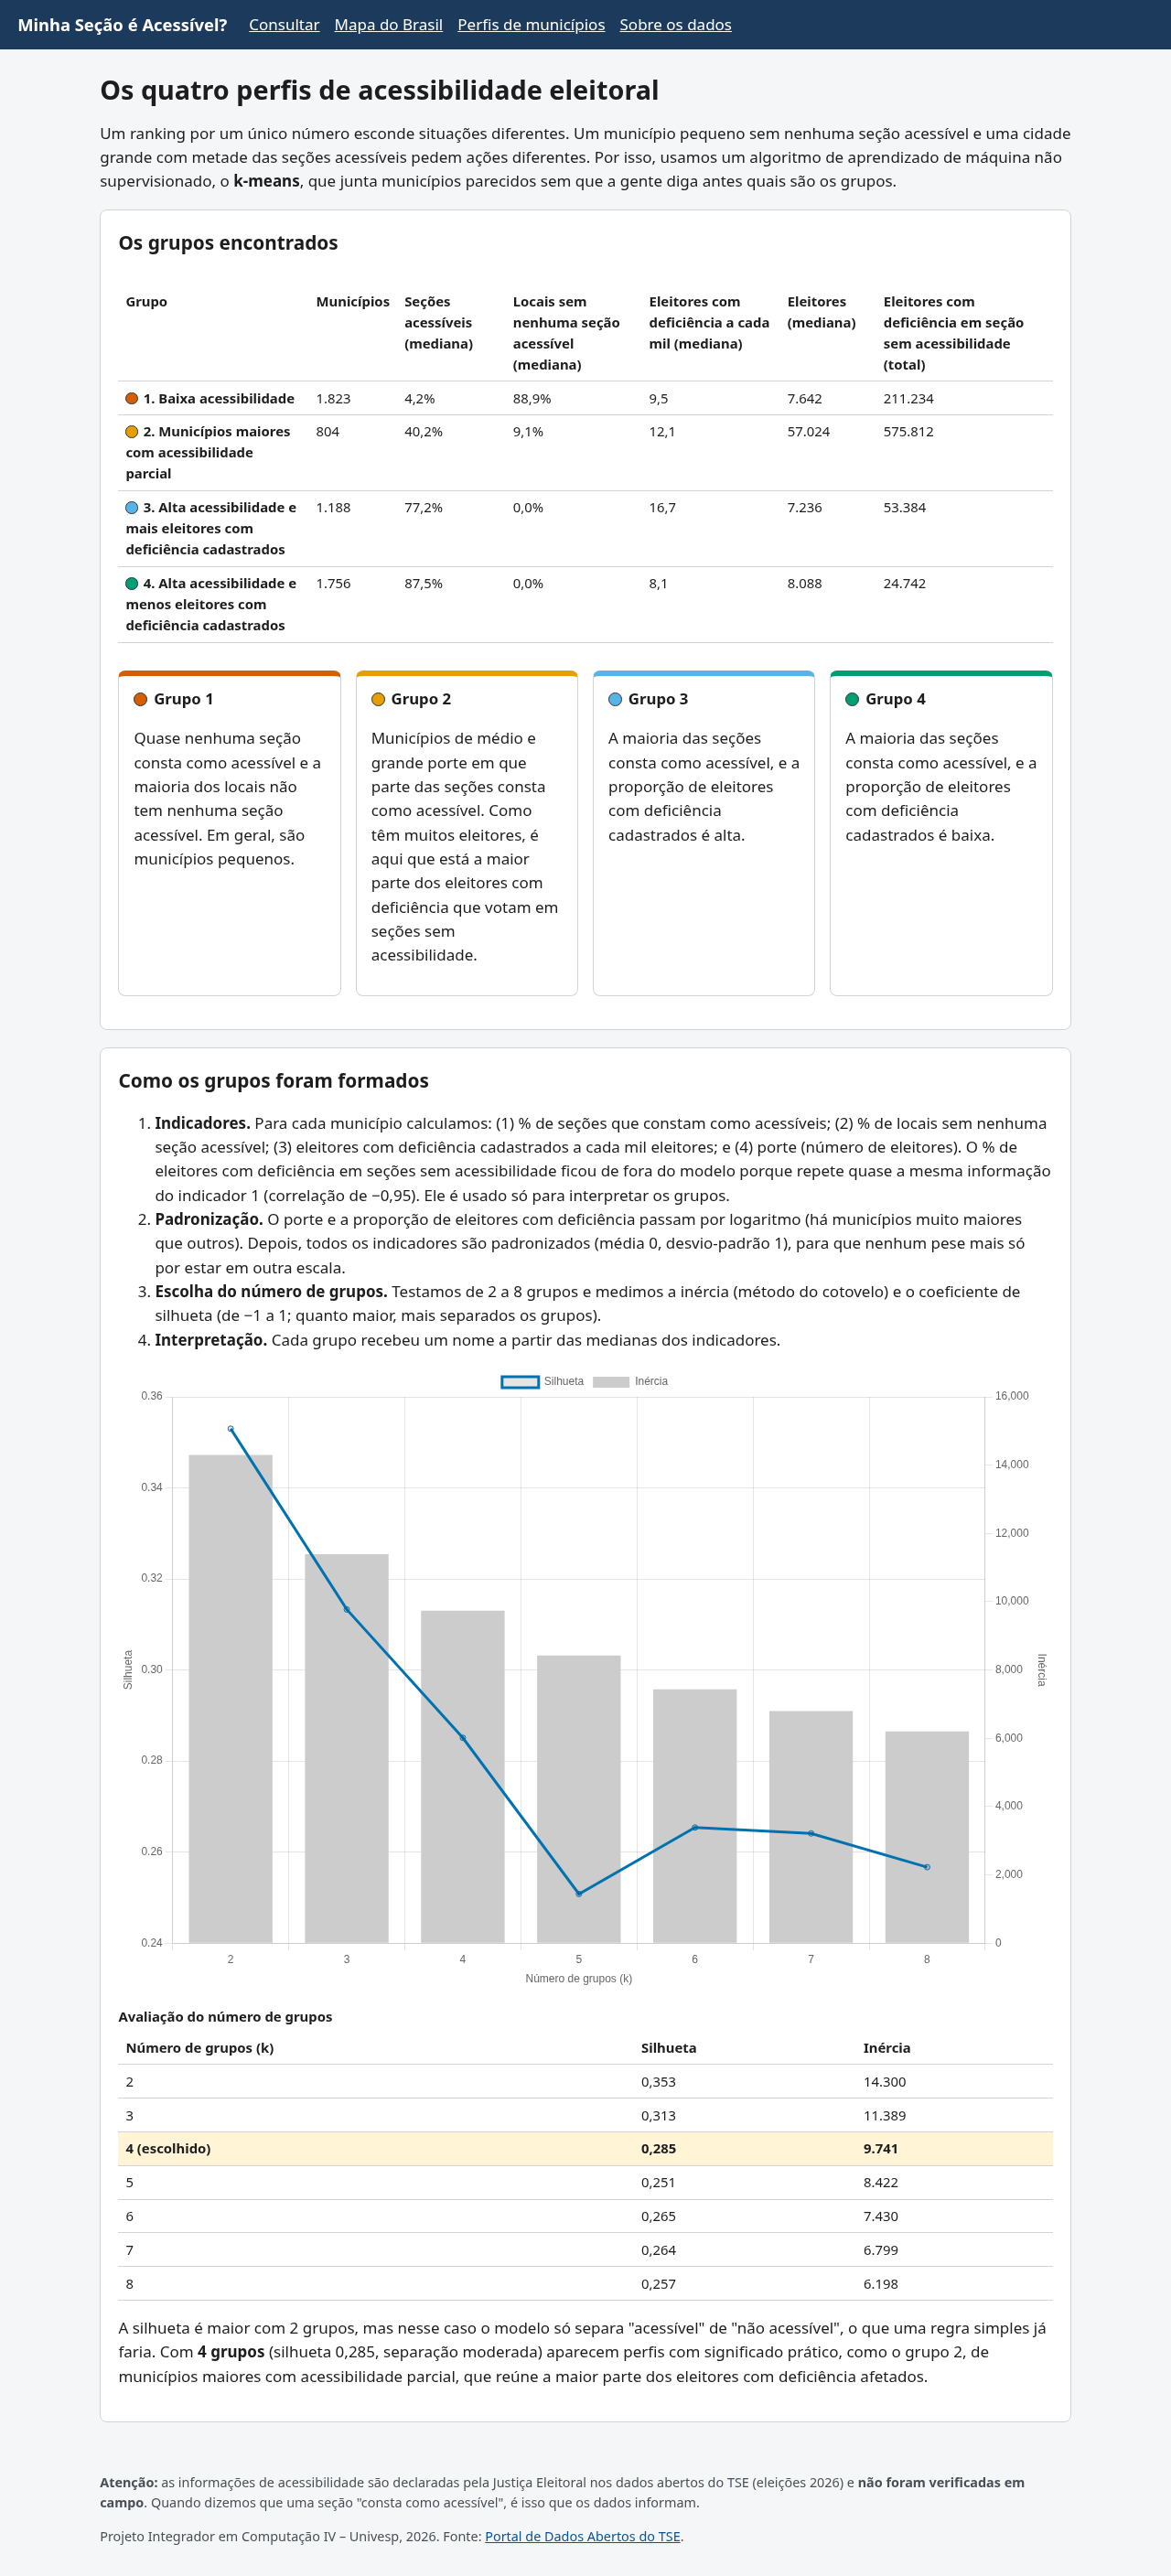 Minha Seção é Acessível? Consultar Mapa do Brasil Perfis de municípios Sobre os dados
Os quatro perfis de acessibilidade eleitoral
Um ranking por um único número esconde situações diferentes. Um município pequeno sem nenhuma seção acessível e uma cidade
grande com metade das seções acessíveis pedem ações diferentes. Por isso, usamos um algoritmo de aprendizado de máquina não
supervisionado, o k-means, que junta municípios parecidos sem que a gente diga antes quais são os grupos.
Os grupos encontrados
Grupo
Municípios
Seções
acessíveis
(mediana)
Locais sem
nenhuma seção
acessível
(mediana)
Eleitores com
deficiência a cada
mil (mediana)
Eleitores
(mediana)
Eleitores com
deficiência em seção
sem acessibilidade
(total)
1. Baixa acessibilidade 1.823 4,2% 88,9% 9,5 7.642 211.234
2. Municípios maiores
com acessibilidade
parcial
804 40,2% 9,1% 12,1 57.024 575.812
3. Alta acessibilidade e
mais eleitores com
deficiência cadastrados
1.188 77,2% 0,0% 16,7 7.236 53.384
4. Alta acessibilidade e
menos eleitores com
deficiência cadastrados
1.756 87,5% 0,0% 8,1 8.088 24.742
Grupo 1
Quase nenhuma seção
consta como acessível e a
maioria dos locais não
tem nenhuma seção
acessível. Em geral, são
municípios pequenos.
Grupo 2
Municípios de médio e
grande porte em que
parte das seções consta
como acessível. Como
têm muitos eleitores, é
aqui que está a maior
parte dos eleitores com
deficiência que votam em
seções sem
acessibilidade.
Grupo 3
A maioria das seções
consta como acessível, e a
proporção de eleitores
com deficiência
cadastrados é alta.
Grupo 4
A maioria das seções
consta como acessível, e a
proporção de eleitores
com deficiência
cadastrados é baixa.
Como os grupos foram formados
1. Indicadores. Para cada município calculamos: (1) % de seções que constam como acessíveis; (2) % de locais sem nenhuma
seção acessível; (3) eleitores com deficiência cadastrados a cada mil eleitores; e (4) porte (número de eleitores). O % de
eleitores com deficiência em seções sem acessibilidade ficou de fora do modelo porque repete quase a mesma informação
do indicador 1 (correlação de −0,95). Ele é usado só para interpretar os grupos.
2. Padronização. O porte e a proporção de eleitores com deficiência passam por logaritmo (há municípios muito maiores
que outros). Depois, todos os indicadores são padronizados (média 0, desvio-padrão 1), para que nenhum pese mais só
por estar em outra escala.
3. Escolha do número de grupos. Testamos de 2 a 8 grupos e medimos a inércia (método do cotovelo) e o coeficiente de
silhueta (de −1 a 1; quanto maior, mais separados os grupos).
4. Interpretação. Cada grupo recebeu um nome a partir das medianas dos indicadores.
Silhueta Inércia
0.36
0.34
0.32
0.30
0.28
0.26
0.24
Silhueta
16,000
14,000
12,000
10,000
8,000
6,000
4,000
2,000
0
Inércia
2 3 4 5 6 7 8
Número de grupos (k)
Avaliação do número de grupos
Número de grupos (k) Silhueta Inércia
2 0,353 14.300
3 0,313 11.389
4 (escolhido) 0,285 9.741
5 0,251 8.422
6 0,265 7.430
7 0,264 6.799
8 0,257 6.198
A silhueta é maior com 2 grupos, mas nesse caso o modelo só separa "acessível" de "não acessível", o que uma regra simples já
faria. Com 4 grupos (silhueta 0,285, separação moderada) aparecem perfis com significado prático, como o grupo 2, de
municípios maiores com acessibilidade parcial, que reúne a maior parte dos eleitores com deficiência afetados.
Atenção: as informações de acessibilidade são declaradas pela Justiça Eleitoral nos dados abertos do TSE (eleições 2026) e não foram verificadas em
campo. Quando dizemos que uma seção "consta como acessível", é isso que os dados informam.
Projeto Integrador em Computação IV – Univesp, 2026. Fonte: Portal de Dados Abertos do TSE.